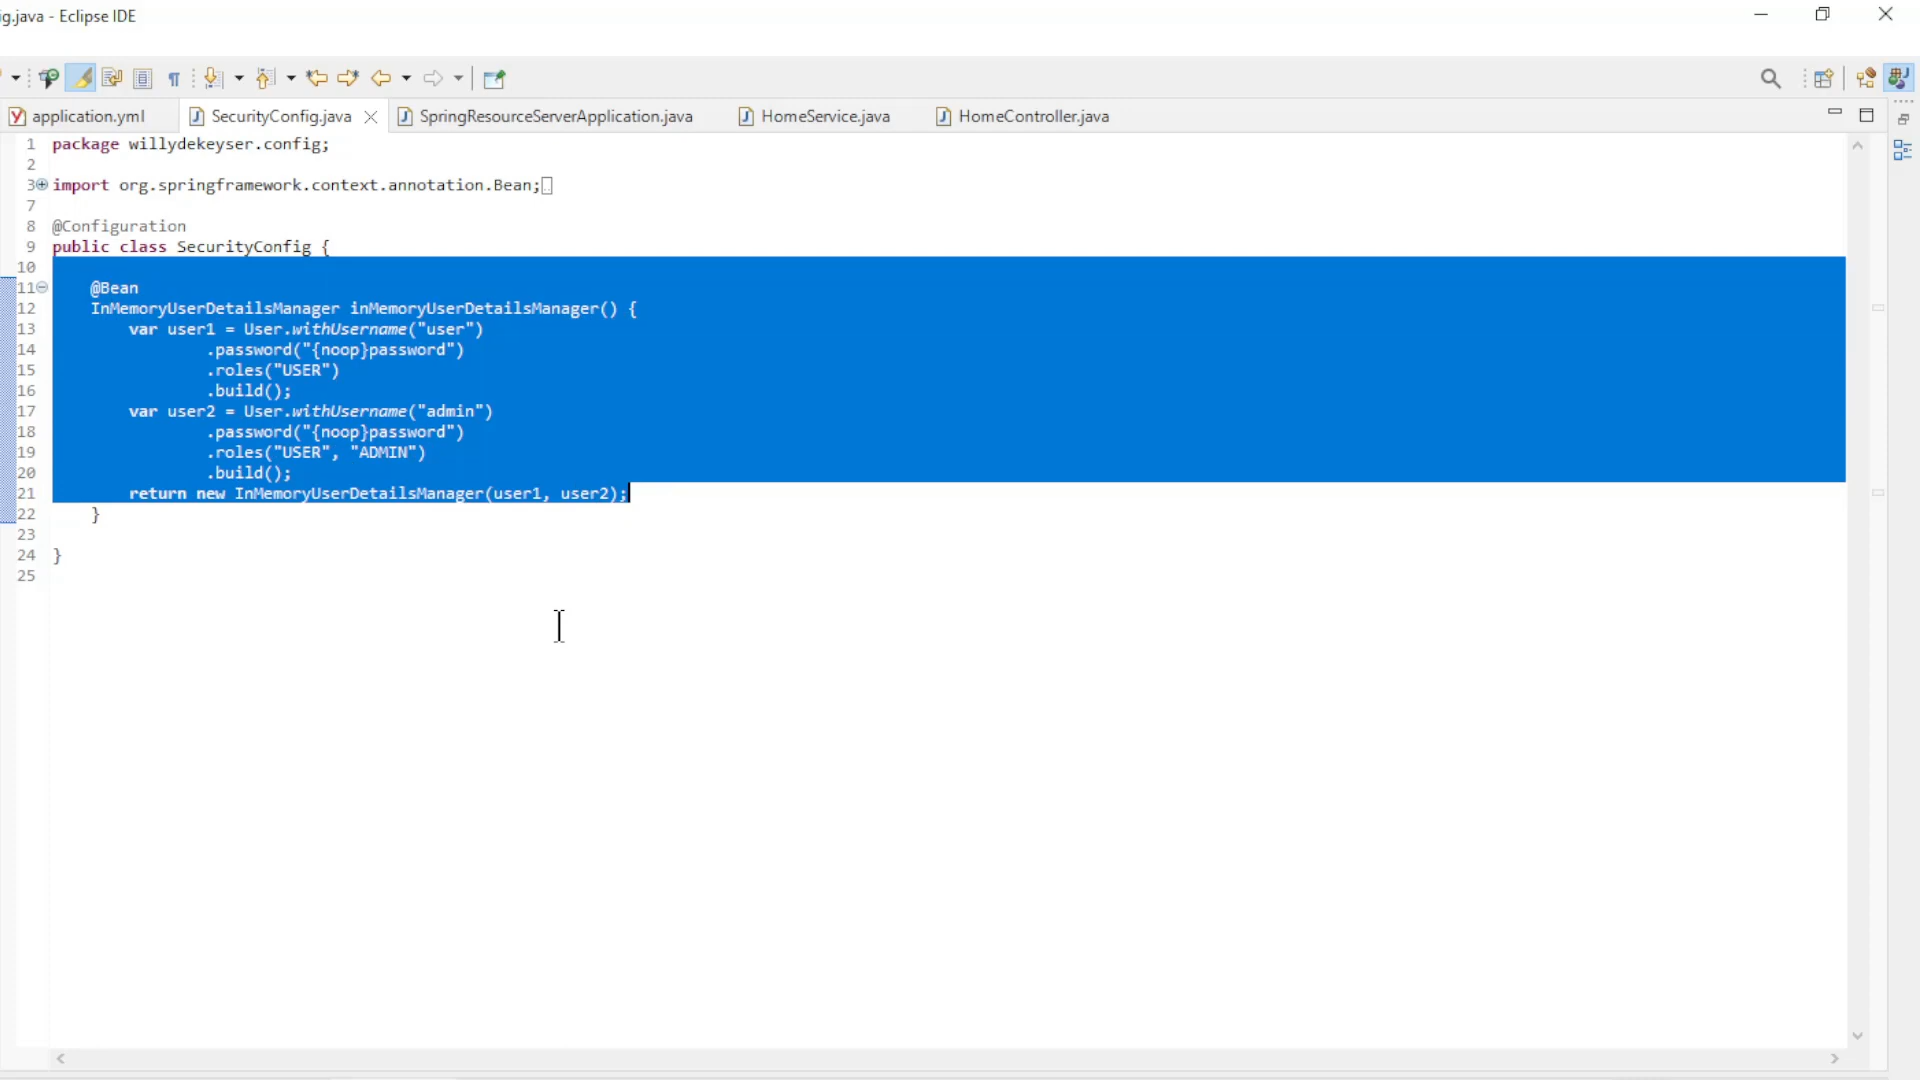 ig.java - Eclipse IDE
application.yml
SecurityConfig.java
SpringResourceServerApplication.java
HomeService.java
HomeController.java
1 package willydekeyser.config;
2
3 import org.springframework.context.annotation.Bean;
7
8 @Configuration
9 public class SecurityConfig {
10
11 @Bean
12 InMemoryUserDetailsManager inMemoryUserDetailsManager() {
13 var user1 = User.withUsername("user")
14 .password("{noop}password")
15 .roles("USER")
16 .build();
17 var user2 = User.withUsername("admin")
18 .password("{noop}password")
19 .roles("USER", "ADMIN")
20 .build();
21 return new InMemoryUserDetailsManager(user1, user2);
22 }
23
24 }
25